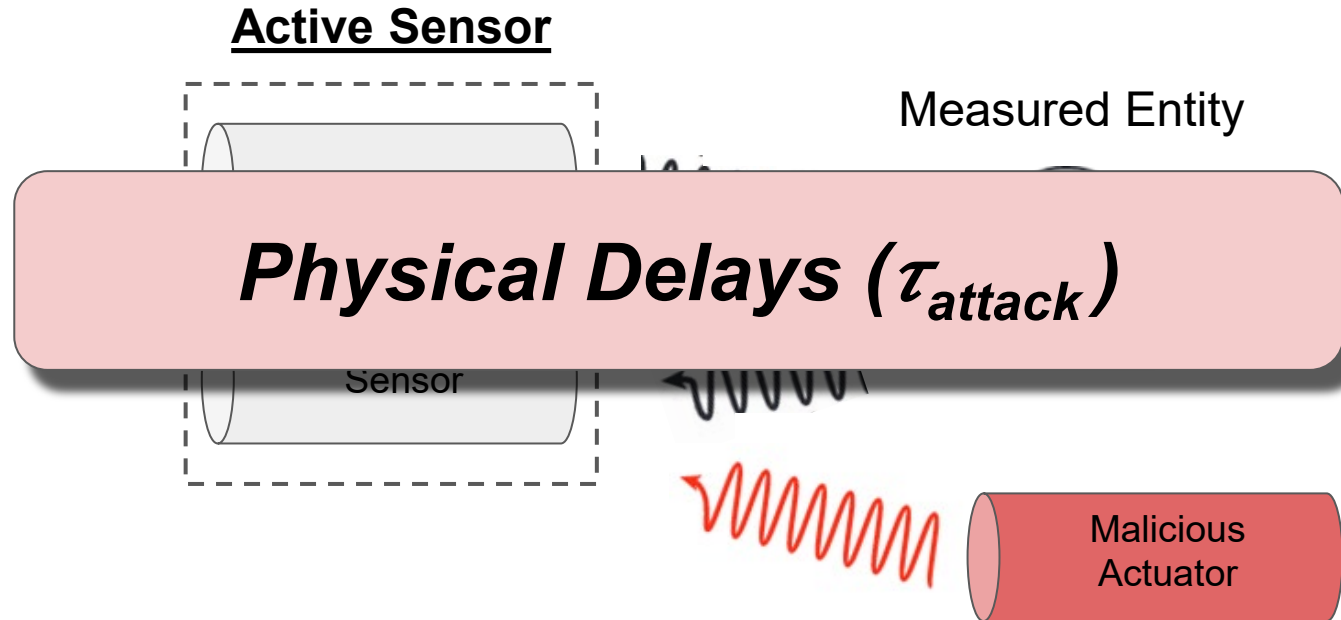 Active Sensor
Measured Entity
Physical Delays (τattack)
Sensor
Malicious
Actuator